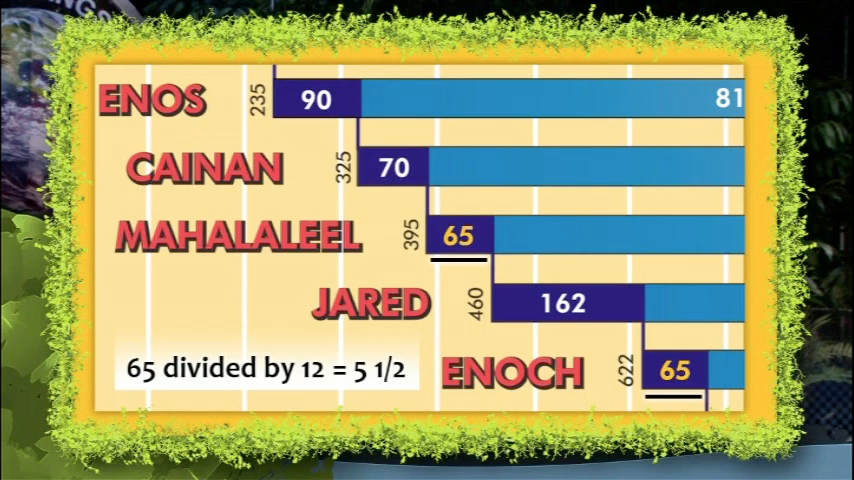 ENOS 235 90 81
CAINAN 325 70
MAHALALEEL 395 65
JARED 460 162
65 divided by 12 = 5 1/2 ENOCH 622 65